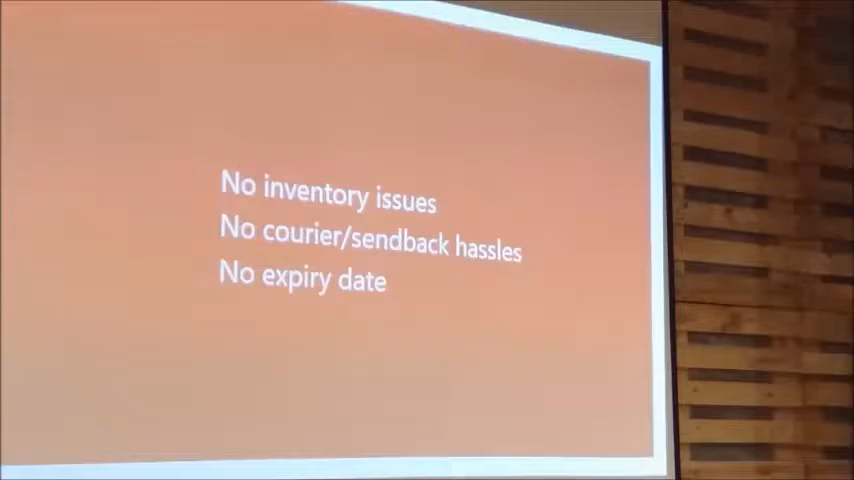 No inventory issues
No courier/sendback hassles
No expiry date